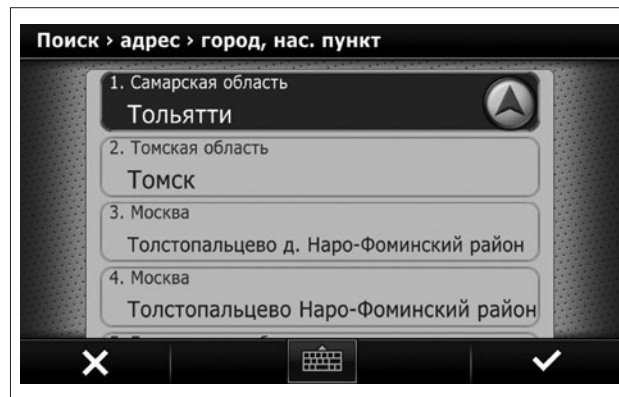 Поиск › адрес › город, нас. пункт
1. Самарская область
Тольятти
2. Томская область
Томск
3. Москва
Толстопальцево д. Наро-Фоминский район
4. Москва
Толстопальцево Наро-Фоминский район